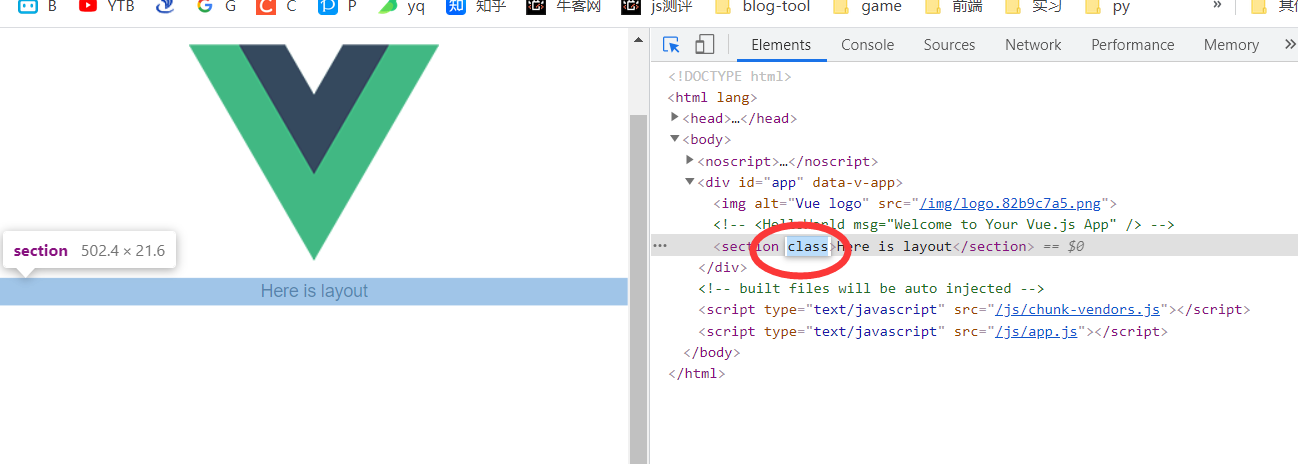 B YTB G C P yq 知乎 牛客网 js测评 blog-tool game 前端 实习 py » 其他
Elements Console Sources Network Performance Memory »
<!DOCTYPE html>
<html lang>
<head>…</head>
<body>
<noscript>…</noscript>
<div id="app" data-v-app>
<img alt="Vue logo" src="/img/logo.82b9c7a5.png">
<!-- <HelloWorld msg="Welcome to Your Vue.js App" /> -->
<section class>Here is layout</section> == $0
</div>
<!-- built files will be auto injected -->
<script type="text/javascript" src="/js/chunk-vendors.js"></script>
<script type="text/javascript" src="/js/app.js"></script>
</body>
</html>
section 502.4 × 21.6
Here is layout